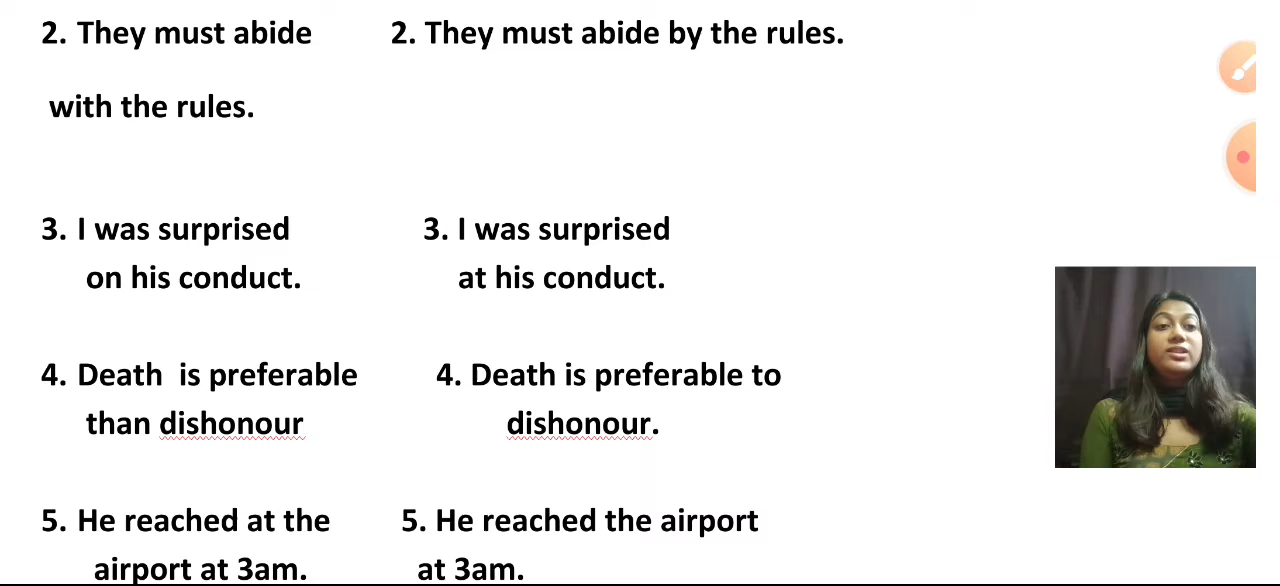 2. They must abide 2. They must abide by the rules.
with the rules.
3. I was surprised 3. I was surprised
on his conduct. at his conduct.
4. Death is preferable 4. Death is preferable to
than dishonour dishonour.
5. He reached at the 5. He reached the airport
airport at 3am. at 3am.